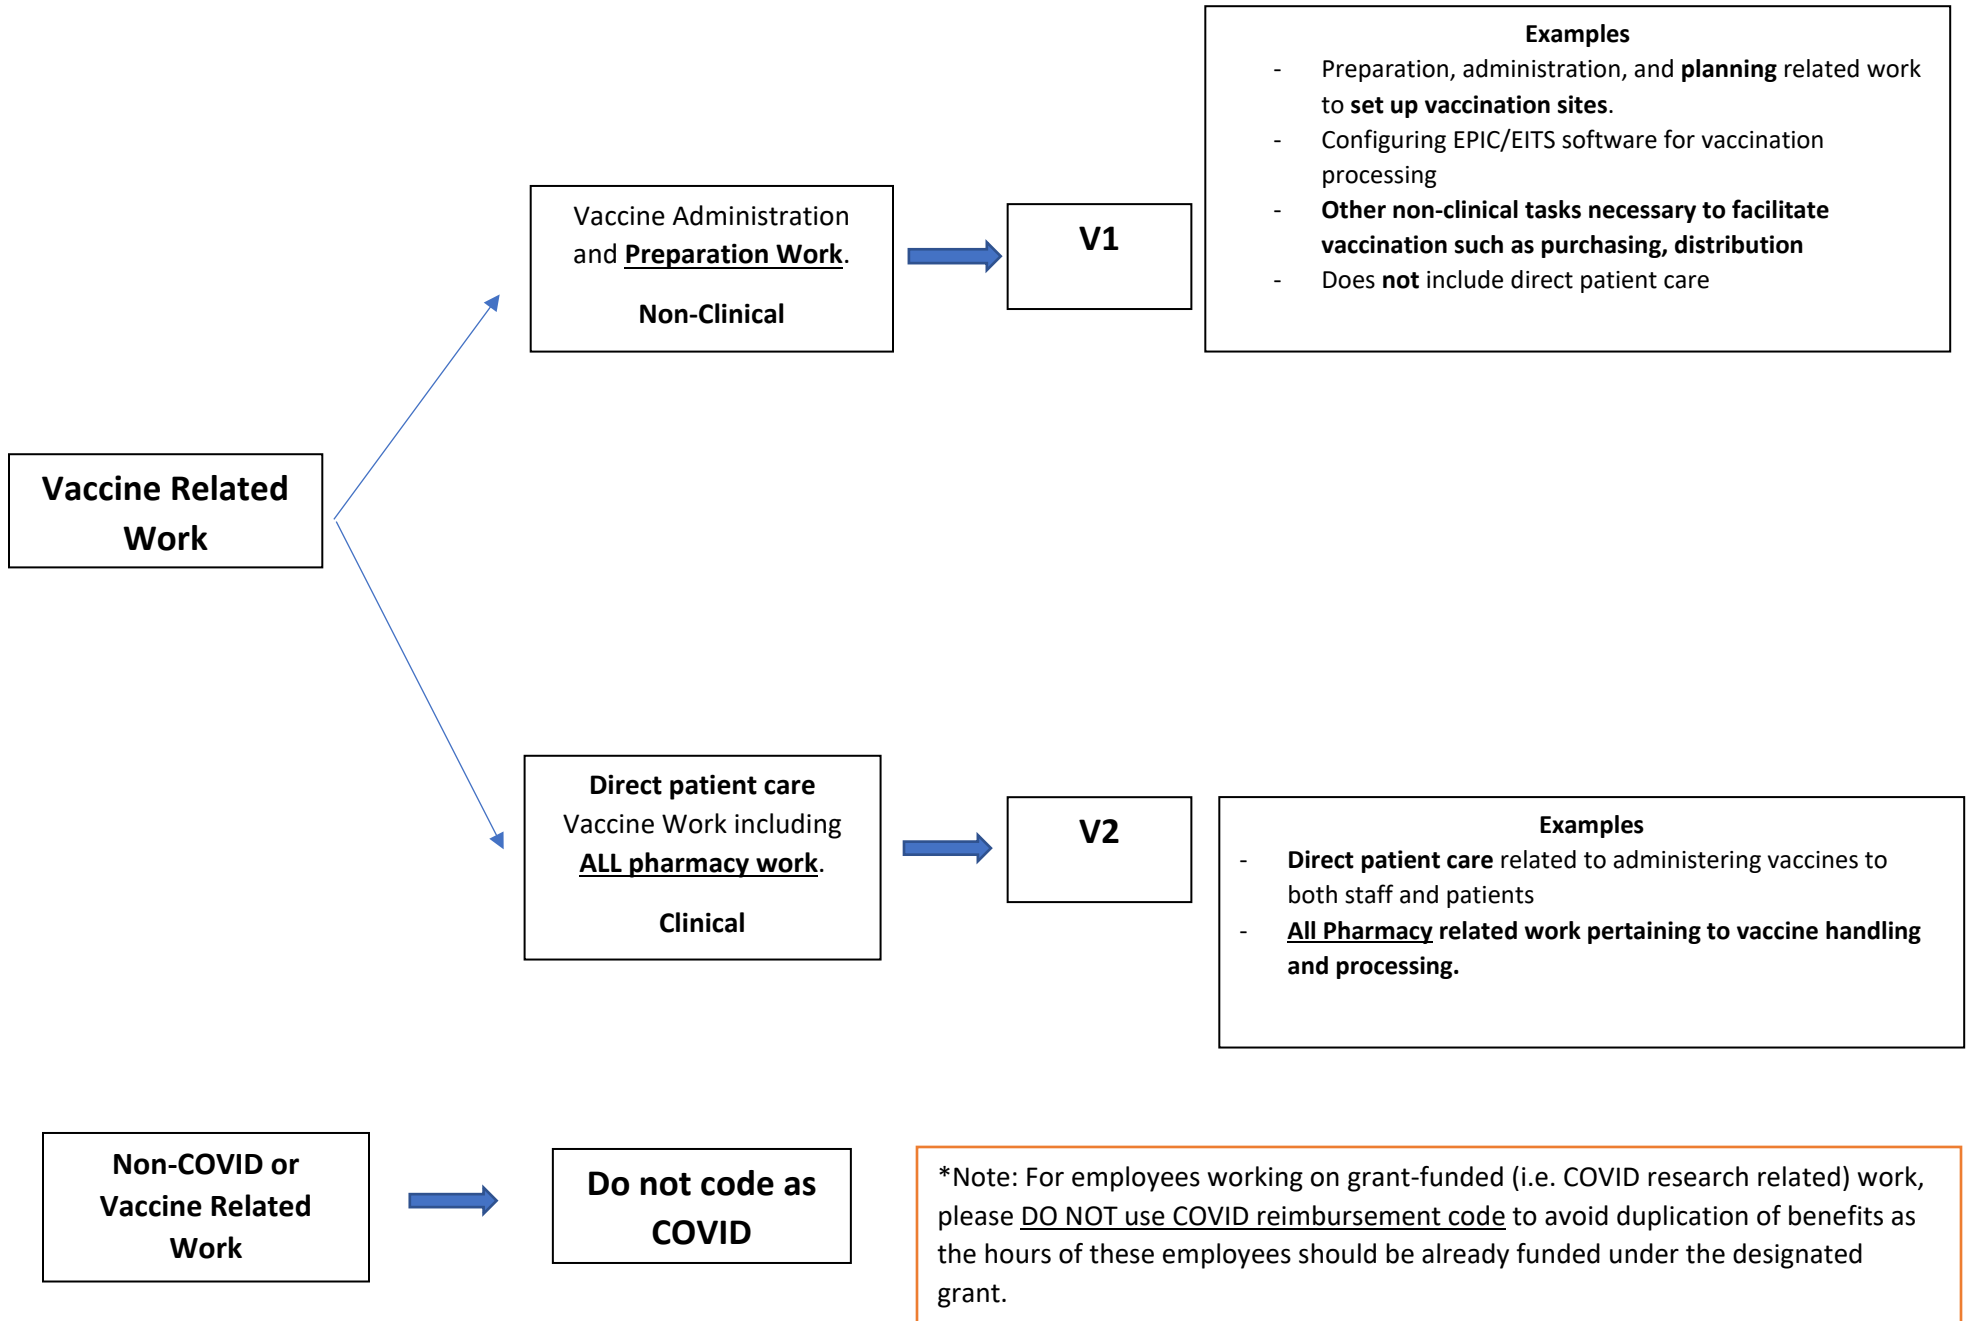 Examples
- Preparation, administration, and planning related work
to set up vaccination sites.
- Configuring EPIC/EITS software for vaccination
processing
- Other non-clinical tasks necessary to facilitate
vaccination such as purchasing, distribution
- Does not include direct patient care
Vaccine Administration
and Preparation Work.
Non-Clinical
V1
Vaccine Related
Work
Direct patient care
Vaccine Work including
ALL pharmacy work.
Clinical
V2
Examples
- Direct patient care related to administering vaccines to
both staff and patients
- All Pharmacy related work pertaining to vaccine handling
and processing.
Non-COVID or
Vaccine Related
Work
Do not code as
COVID
*Note: For employees working on grant-funded (i.e. COVID research related) work,
please DO NOT use COVID reimbursement code to avoid duplication of benefits as
the hours of these employees should be already funded under the designated
grant.